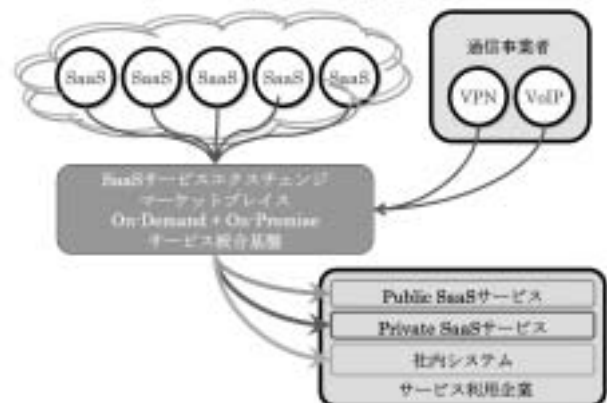 SaaS SaaS SaaS SaaS SaaS
通信事業者
VPN VoIP
SaaSサービスエクスチェンジ
マーケットプレイス
On-Demand + On-Premise
サービス統合基盤
Public SaaSサービス
Private SaaSサービス
社内システム
サービス利用企業